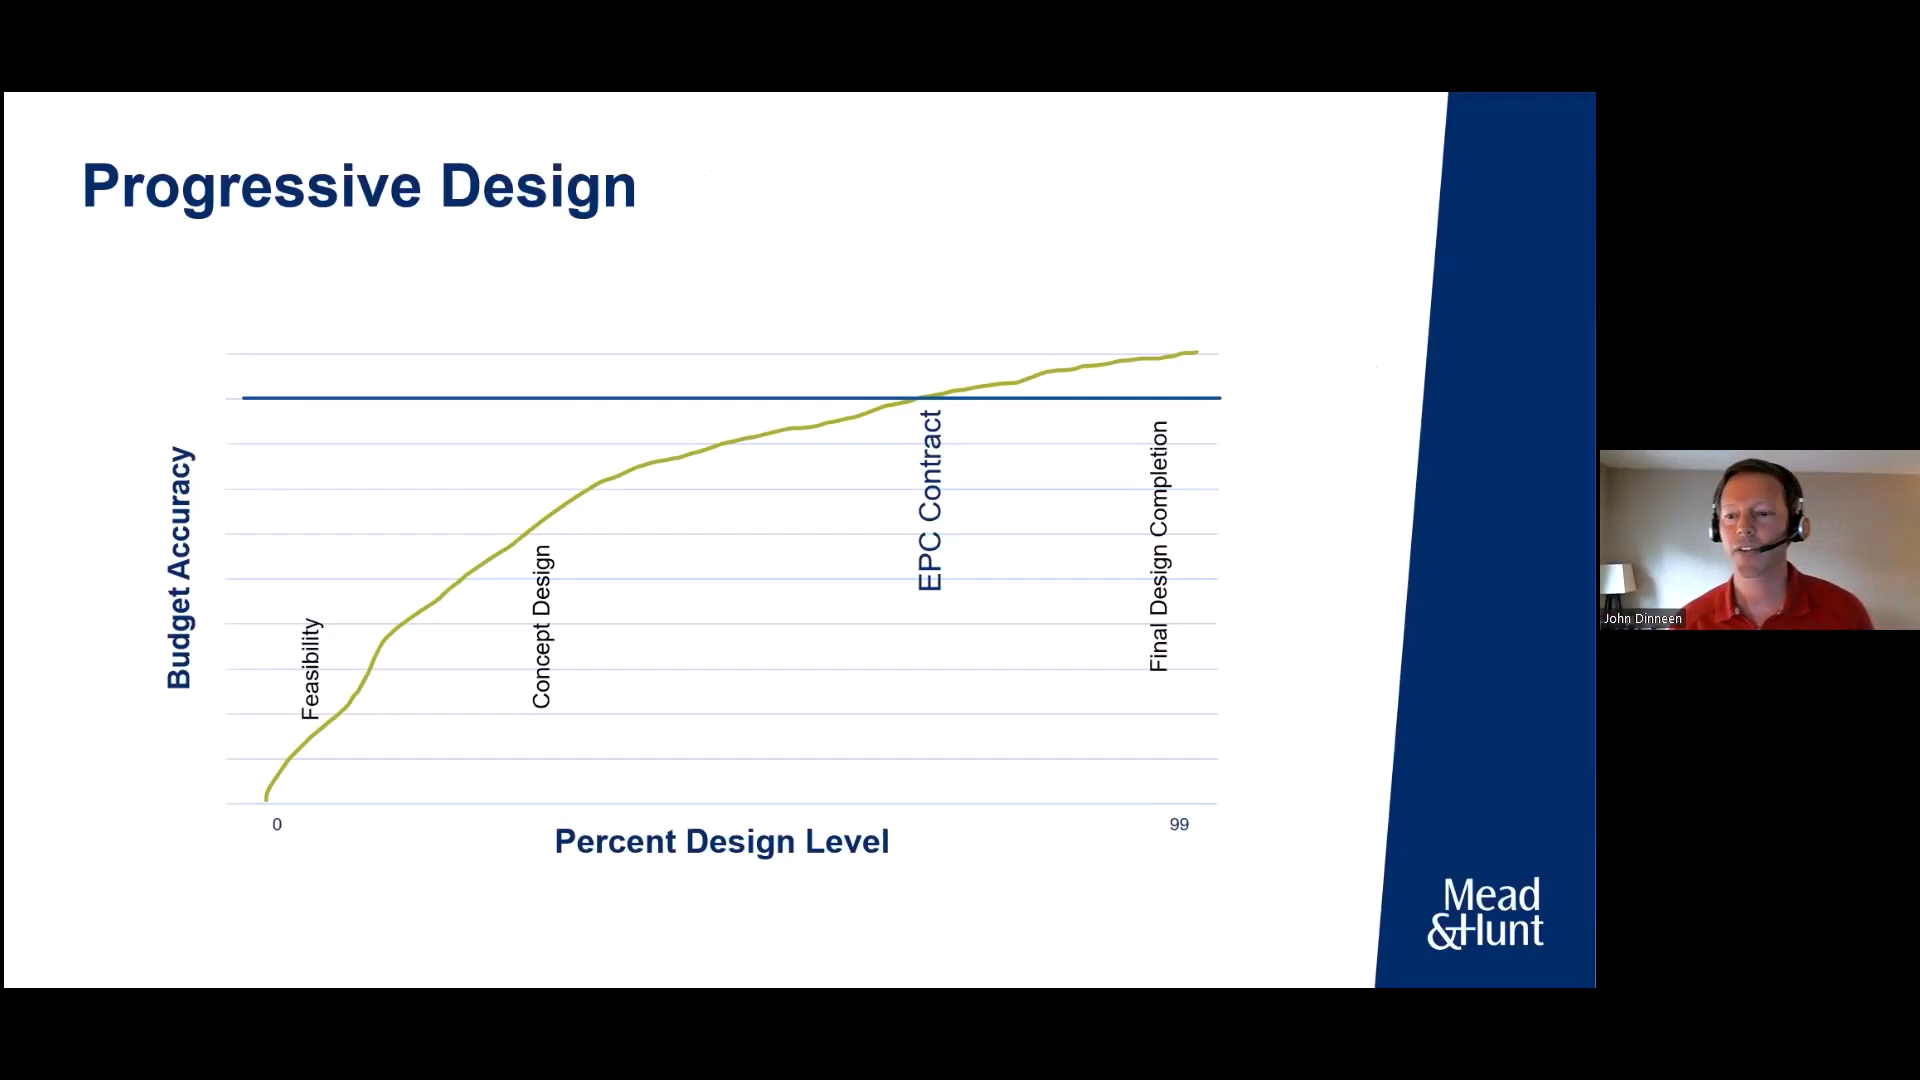 Progressive Design
Budget Accuracy
Feasibility
Concept Design
EPC Contract
Final Design Completion
0
99
Percent Design Level
Mead
&Hunt
John Dinneen